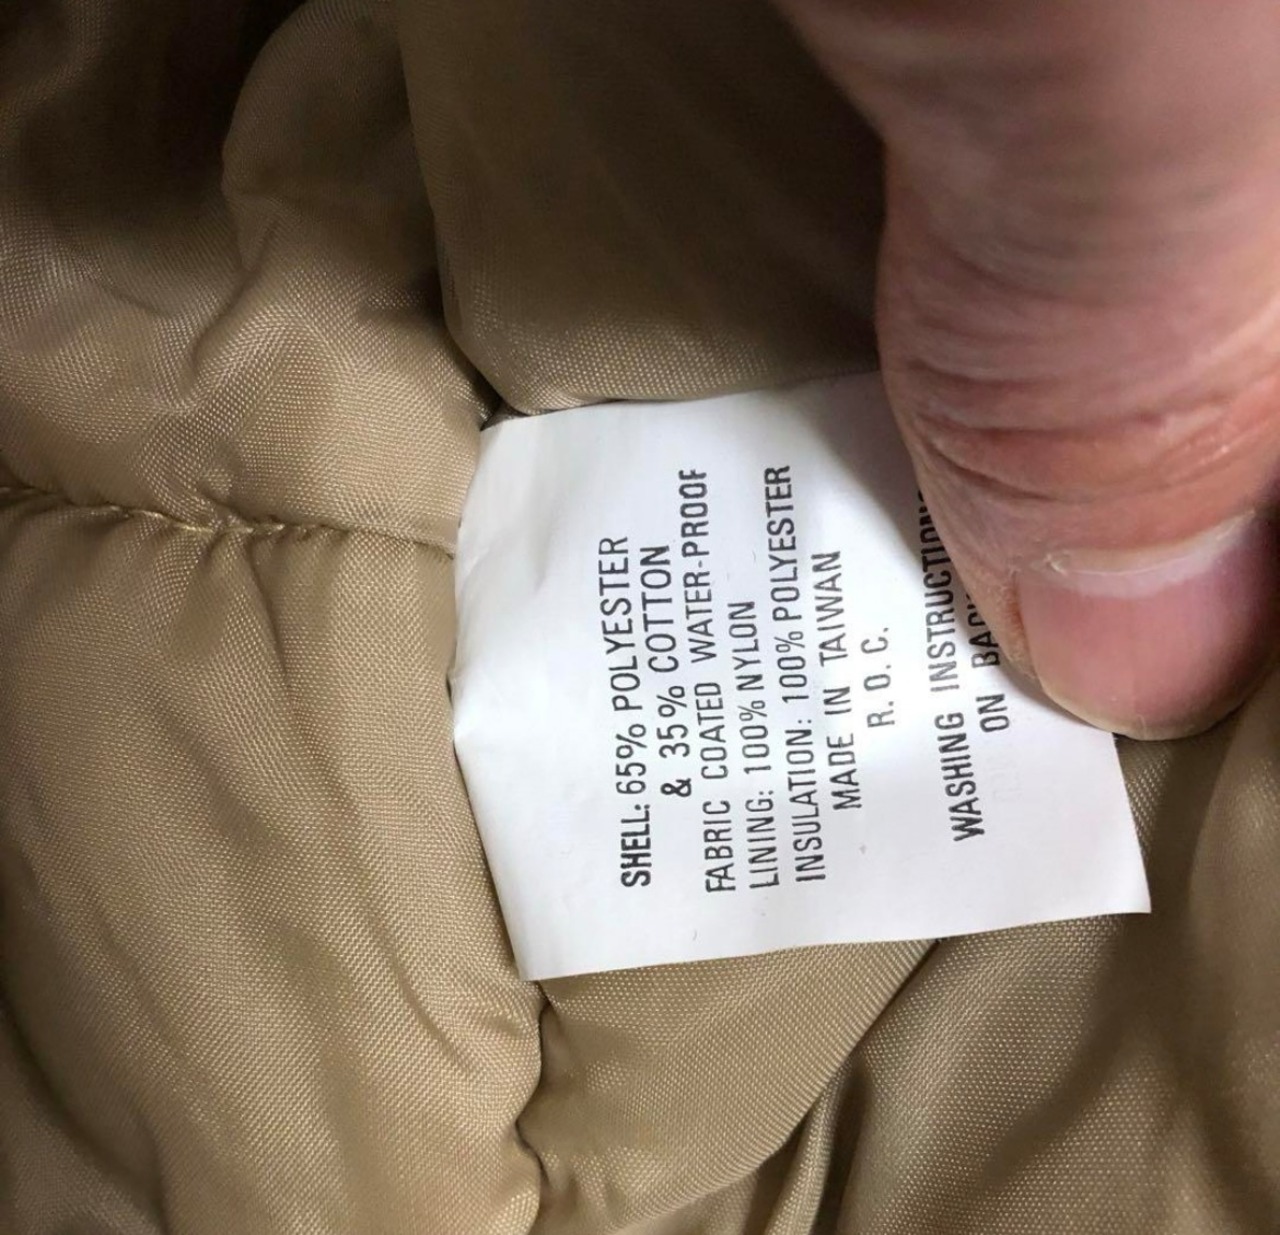 SHELL: 65% POLYESTER
& 35% COTTON
FABRIC COATED WATER-PROOF
LINING: 100% NYLON
INSULATION: 100% POLYESTER
MADE IN TAIWAN
R. O. C.
WASHING INSTRUCTIONS
ON